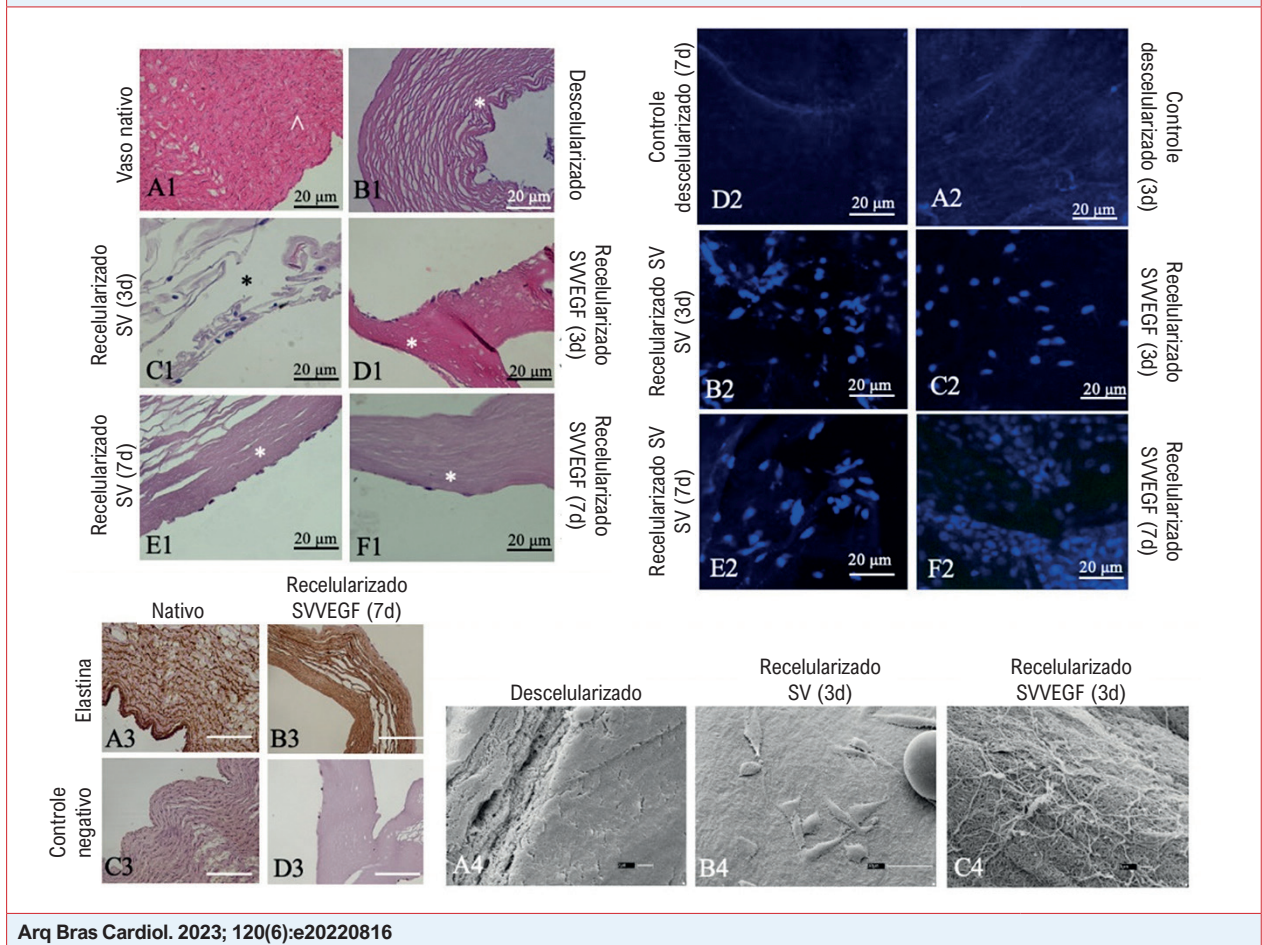 Vaso nativo
A1
20 µm
B1
20 µm
Descelularizado
Recelularizado
SV (3d)
C1
20 µm
D1
20 µm
Recelularizado
SVVEGF (3d)
Recelularizado
SV (7d)
E1
20 µm
F1
20 µm
Recelularizado
SVVEGF (7d)
Controle
descelularizado (7d)
D2
20 µm
A2
20 µm
Controle
descelularizado (3d)
Recelularizado SV
SV (3d)
B2
20 µm
C2
20 µm
Recelularizado
SVVEGF (3d)
Recelularizado SV
SV (7d)
E2
20 µm
F2
20 µm
Recelularizado
SVVEGF (7d)
Nativo
Recelularizado
SVVEGF (7d)
Elastina
A3
B3
Controle
negativo
C3
D3
Descelularizado
Recelularizado
SV (3d)
Recelularizado
SVVEGF (3d)
A4
B4
C4
Arq Bras Cardiol. 2023; 120(6):e20220816